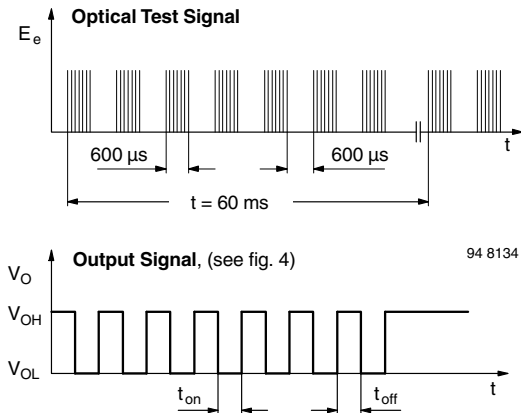 Optical Test Signal
E e
600 µs
600 µs
t
t = 60 ms
Output Signal, (see fig. 4)
94 8134
V O
V OH
V OL
t
t on
t off